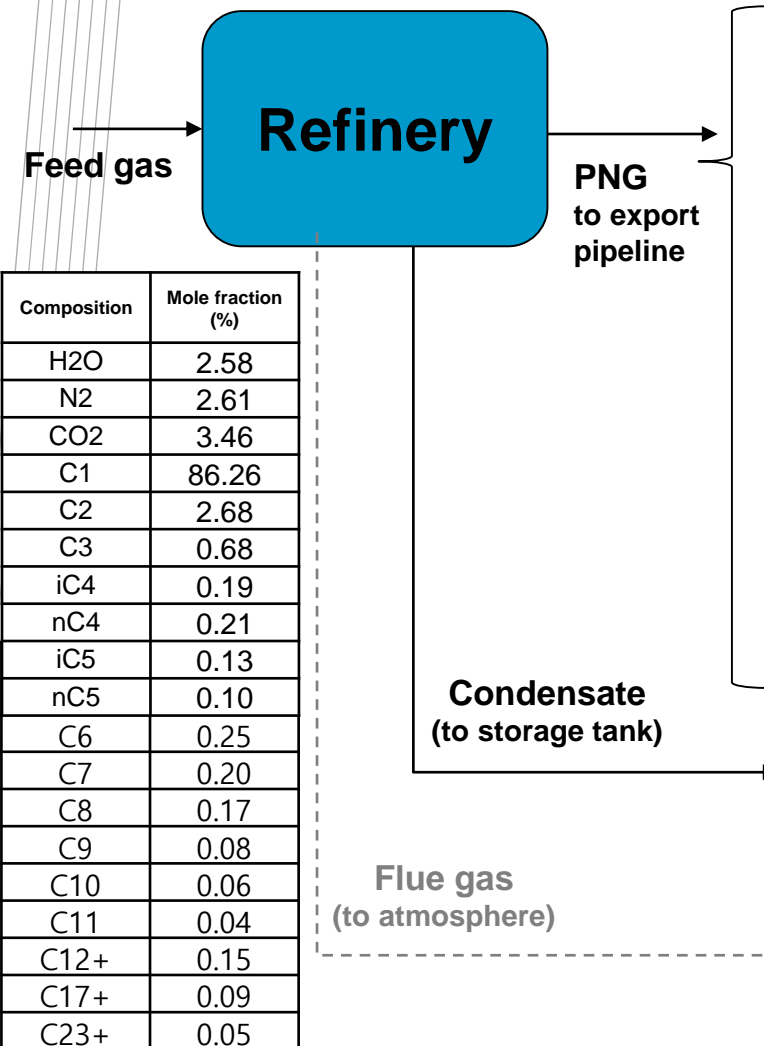 Refinery
Feed gas
PNG
to export
pipeline
Composition Mole fraction
(%)
H2O 2.58
N2 2.61
CO2 3.46
C1 86.26
C2 2.68
C3 0.68
iC4 0.19
nC4 0.21
iC5 0.13
nC5 0.10
C6 0.25
C7 0.20
C8 0.17
C9 0.08
C10 0.06
C11 0.04
C12+ 0.15
C17+ 0.09
C23+ 0.05
Condensate
(to storage tank)
Flue gas
(to atmosphere)